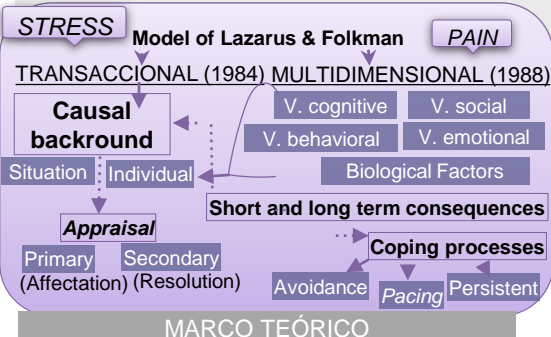 STRESS
Model of Lazarus & Folkman
PAIN
TRANSACCIONAL (1984) MULTIDIMENSIONAL (1988)
Causal
backround
V. cognitive
V. social
V. behavioral
V. emotional
Situation
Individual
Biological Factors
Short and long term consequences
Appraisal
Coping processes
Primary
Secondary
(Affectation) (Resolution)
Avoidance
Pacing
Persistent
MARCO TEÓRICO